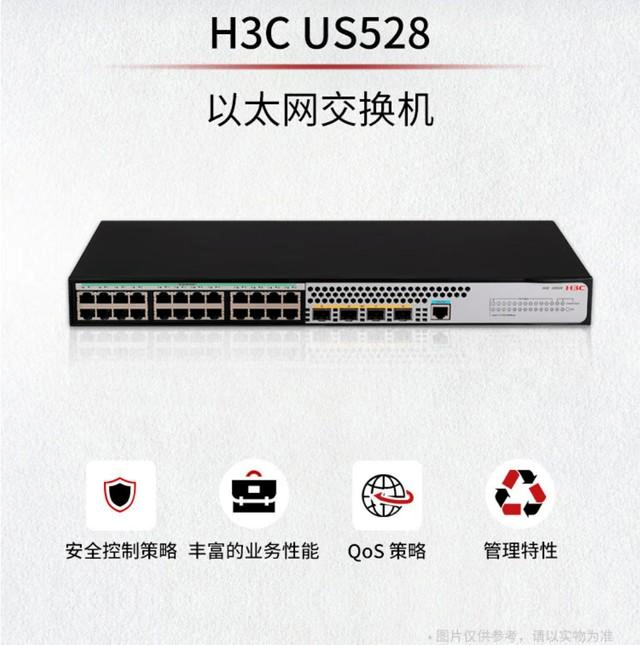 H3C US528
以太网交换机
H3C
安全控制策略
丰富的业务性能
QoS 策略
管理特性
• 图片仅供参考，请以实物为准